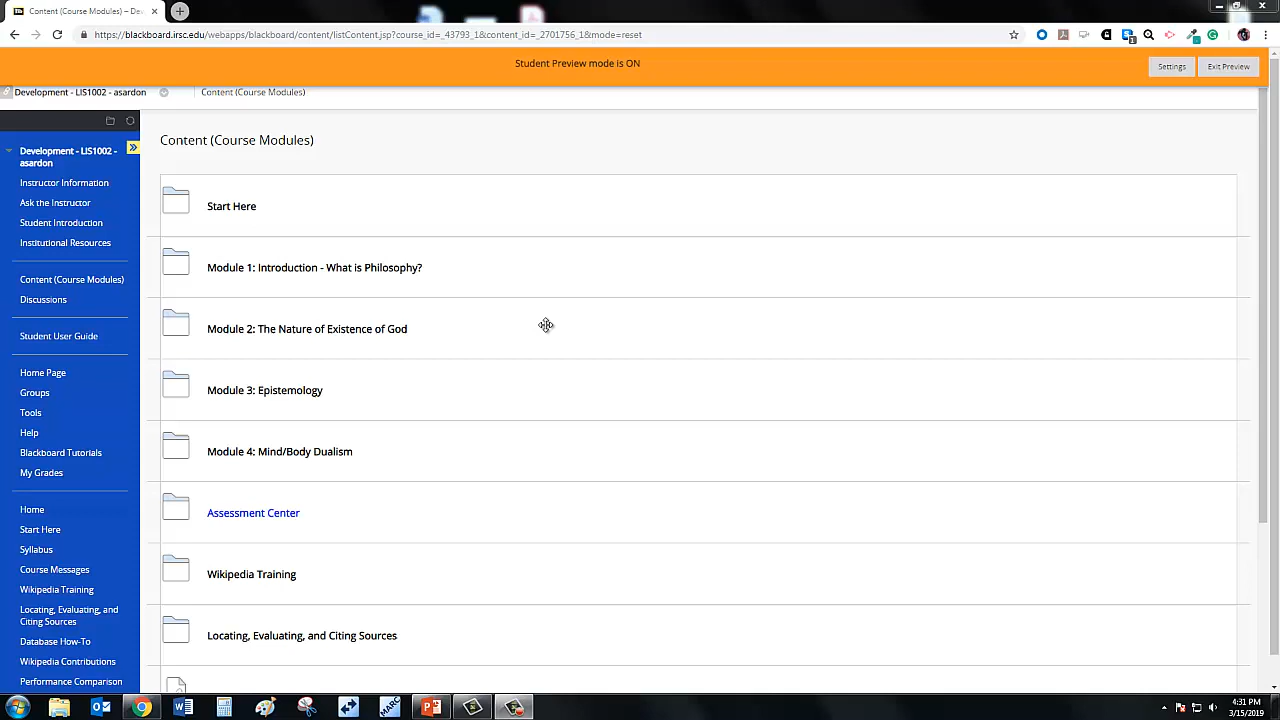 Content (Course Modules) – De
https://blackboard.irsc.edu/webapps/blackboard/content/listContent.jsp?course_id=_43793_1&content_id=_2701756_1&mode=reset
Student Preview mode is ON
Settings
Exit Preview
Development - LIS1002 - asardon
Content (Course Modules)
Development - LIS1002 -
asardon
Instructor Information
Ask the Instructor
Student Introduction
Institutional Resources
Content (Course Modules)
Discussions
Student User Guide
Home Page
Groups
Tools
Help
Blackboard Tutorials
My Grades
Home
Start Here
Syllabus
Course Messages
Wikipedia Training
Locating, Evaluating, and
Citing Sources
Database How-To
Wikipedia Contributions
Performance Comparison
Content (Course Modules)
Start Here
Module 1: Introduction - What is Philosophy?
Module 2: The Nature of Existence of God
Module 3: Epistemology
Module 4: Mind/Body Dualism
Assessment Center
Wikipedia Training
Locating, Evaluating, and Citing Sources
MARC
4:31 PM
3/15/2019